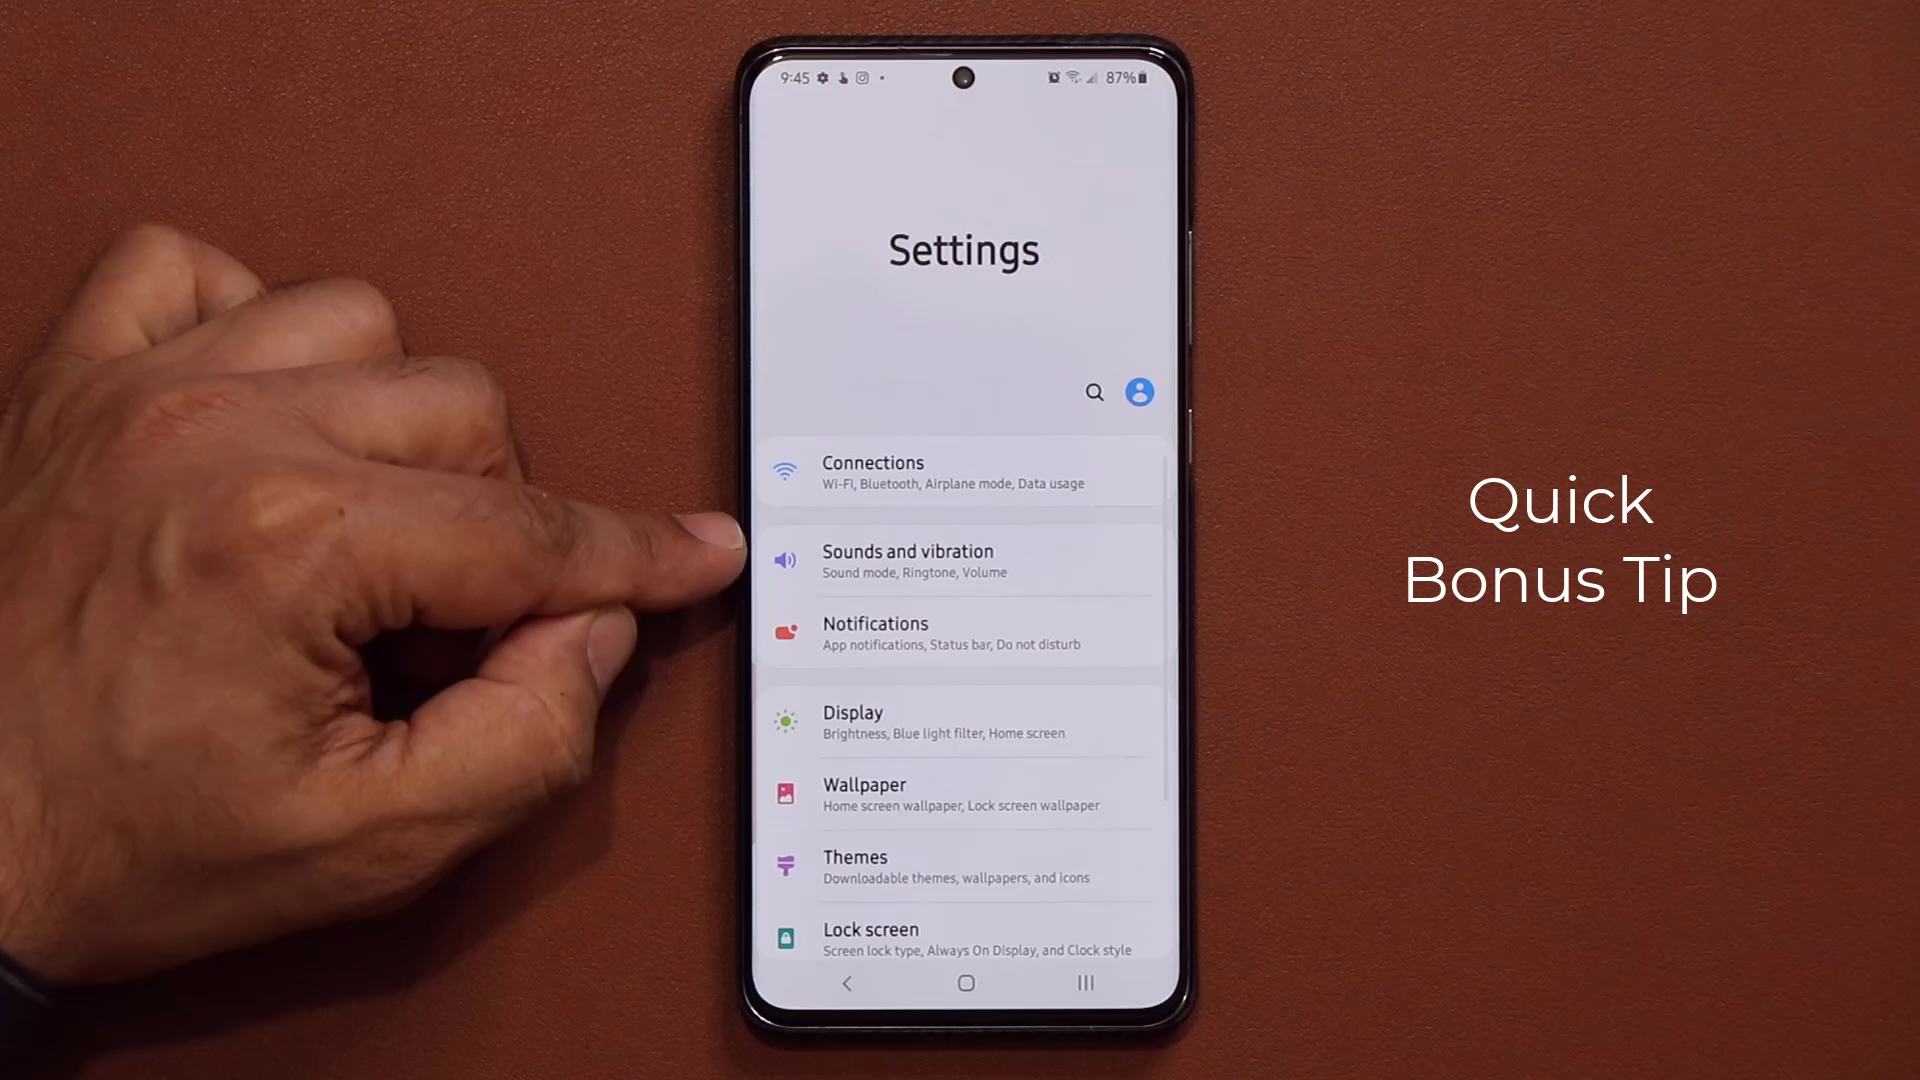 9:45
87%
Settings
Connections
Wi-Fi, Bluetooth, Airplane mode, Data usage
Sounds and vibration
Sound mode, Ringtone, Volume
Notifications
App notifications, Status bar, Do not disturb
Display
Brightness, Blue light filter, Home screen
Wallpaper
Home screen wallpaper, Lock screen wallpaper
Themes
Downloadable themes, wallpapers, and icons
Lock screen
Screen lock type, Always On Display, and Clock style
Quick
Bonus Tip